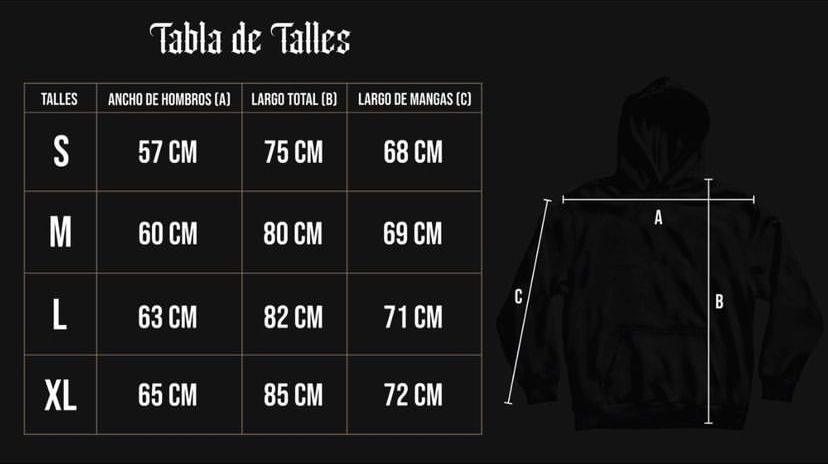 Tabla de Talles
TALLES ANCHO DE HOMBROS (A) LARGO TOTAL (B) LARGO DE MANGAS (C)
S 57 CM 75 CM 68 CM
M 60 CM 80 CM 69 CM
L 63 CM 82 CM 71 CM
XL 65 CM 85 CM 72 CM
A
C
B